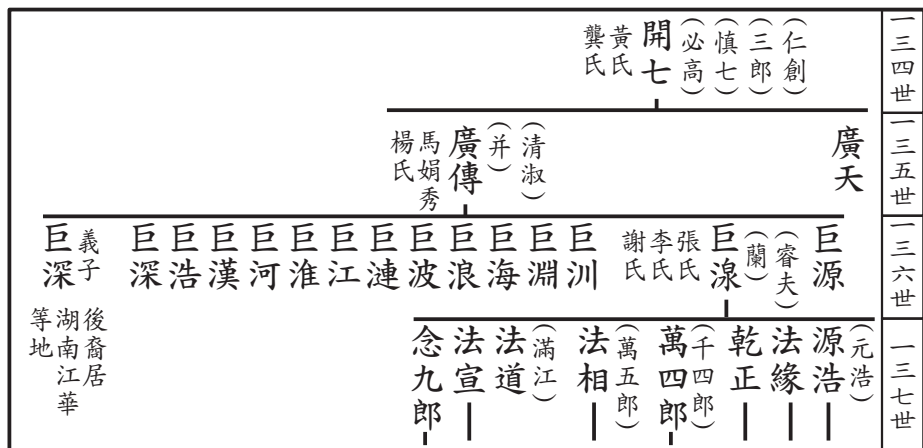 一三四世
(仁創)
(三郎)
(慎七)
(必高)
開七
黃氏
龔氏
一三五世
廣天
(清淑)
(并)
廣傳
馬娟秀
楊氏
一三六世
巨源
(睿夫)
(蘭)
巨湶
張氏
李氏
謝氏
巨汌
巨淵
巨海
巨浪
巨波
巨漣
巨江
巨淮
巨河
巨漢
巨浩
巨深
義子
巨深
後裔居
湖南江華
等地
一三七世
(元浩)
源浩
法緣
乾正
(千四郎)
萬四郎
(萬五郎)
法相
(滿江)
法道
法宣
念九郎